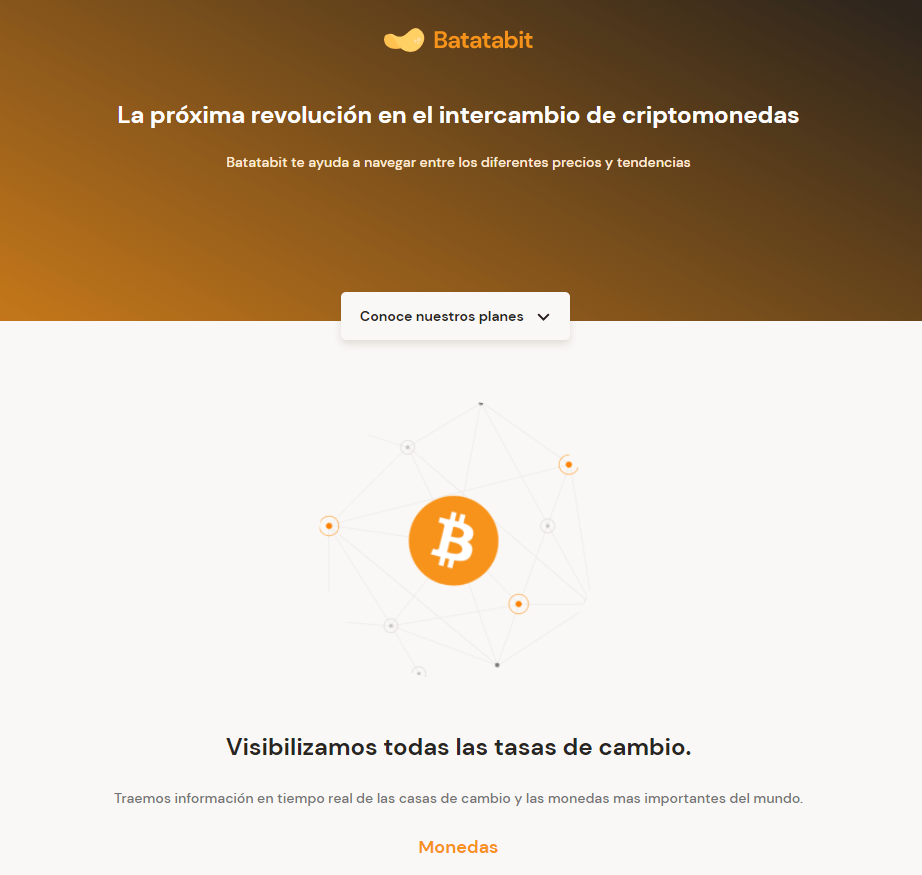 Batatabit
La próxima revolución en el intercambio de criptomonedas
Batatabit te ayuda a navegar entre los diferentes precios y tendencias
Conoce nuestros planes
Visibilizamos todas las tasas de cambio.
Traemos información en tiempo real de las casas de cambio y las monedas mas importantes del mundo.
Monedas